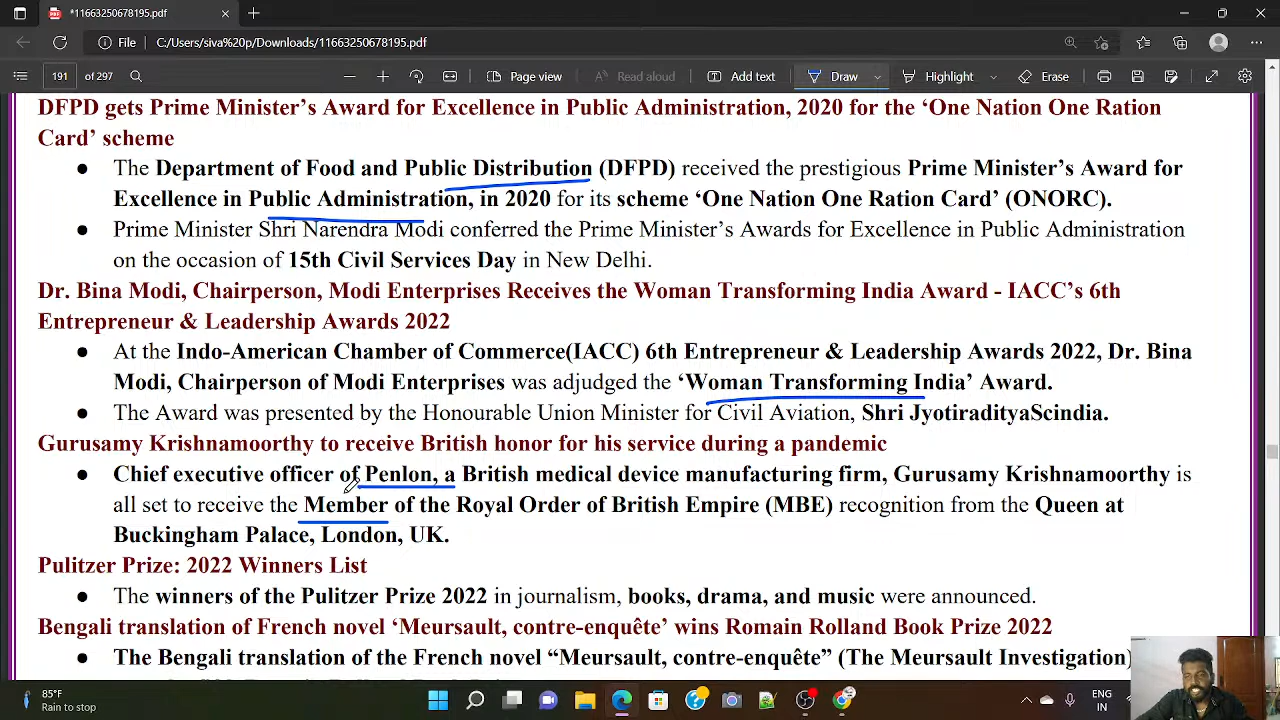 *11663250678195.pdf
File
C:/Users/siva%20p/Downloads/11663250678195.pdf
191 of 297
Page view
Read aloud
Add text
Draw
Highlight
Erase
DFPD gets Prime Minister’s Award for Excellence in Public Administration, 2020 for the ‘One Nation One Ration
Card’ scheme
● The Department of Food and Public Distribution (DFPD) received the prestigious Prime Minister’s Award for
Excellence in Public Administration, in 2020 for its scheme ‘One Nation One Ration Card’ (ONORC).
● Prime Minister Shri Narendra Modi conferred the Prime Minister’s Awards for Excellence in Public Administration
on the occasion of 15th Civil Services Day in New Delhi.
Dr. Bina Modi, Chairperson, Modi Enterprises Receives the Woman Transforming India Award - IACC’s 6th
Entrepreneur & Leadership Awards 2022
● At the Indo-American Chamber of Commerce(IACC) 6th Entrepreneur & Leadership Awards 2022, Dr. Bina
Modi, Chairperson of Modi Enterprises was adjudged the ‘Woman Transforming India’ Award.
● The Award was presented by the Honourable Union Minister for Civil Aviation, Shri JyotiradityaScindia.
Gurusamy Krishnamoorthy to receive British honor for his service during a pandemic
● Chief executive officer of Penlon, a British medical device manufacturing firm, Gurusamy Krishnamoorthy is
all set to receive the Member of the Royal Order of British Empire (MBE) recognition from the Queen at
Buckingham Palace, London, UK.
Pulitzer Prize: 2022 Winners List
● The winners of the Pulitzer Prize 2022 in journalism, books, drama, and music were announced.
Bengali translation of French novel ‘Meursault, contre-enquête’ wins Romain Rolland Book Prize 2022
● The Bengali translation of the French novel “Meursault, contre-enquête” (The Meursault Investigation)
85°F
Rain to stop
ENG
IN